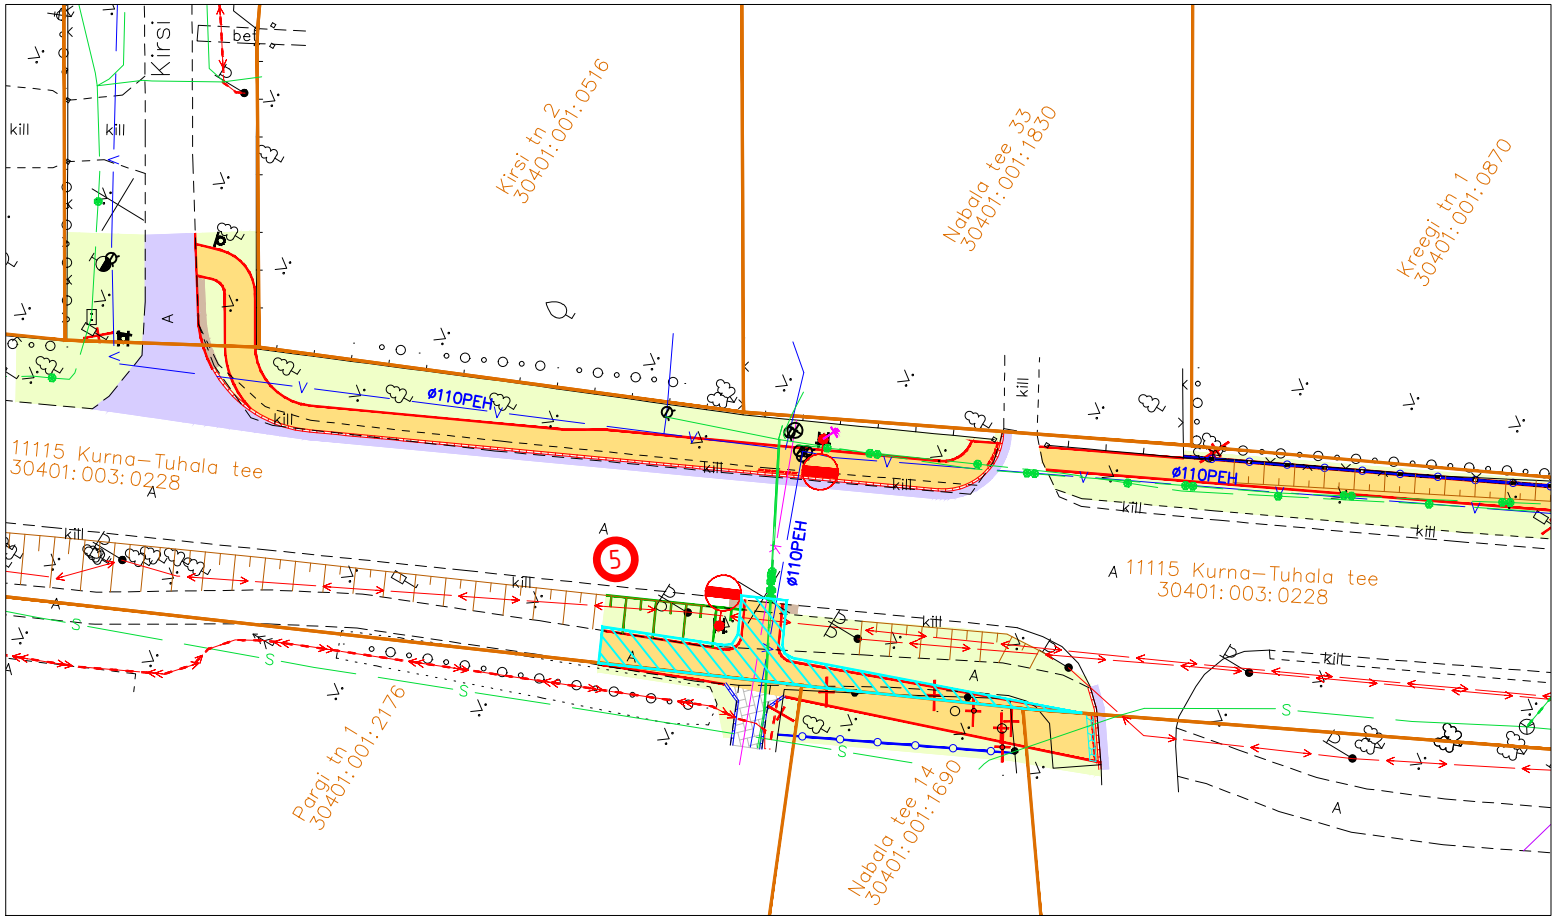 Kirsi
bet
kill
kill
Kirsi tn 2
30401:001:0516
Nabala tee 33
30401:001:1830
Kreegi tn 1
30401:001:0870
A
V
V
V
ø110PEH
V
kill
kill
kill
kill
V
V
ø110PEH
V
kill
kill
11115 Kurna-Tuhala tee
30401:003:0228
A
A
kill
5
kill
ø110PEH
A
11115 Kurna-Tuhala tee
30401:003:0228
A
S
S
A
A
S
kill
A
kill
S
S
A
Pargi tn 1
30401:001:2176
Nabala tee 14
30401:001:1690